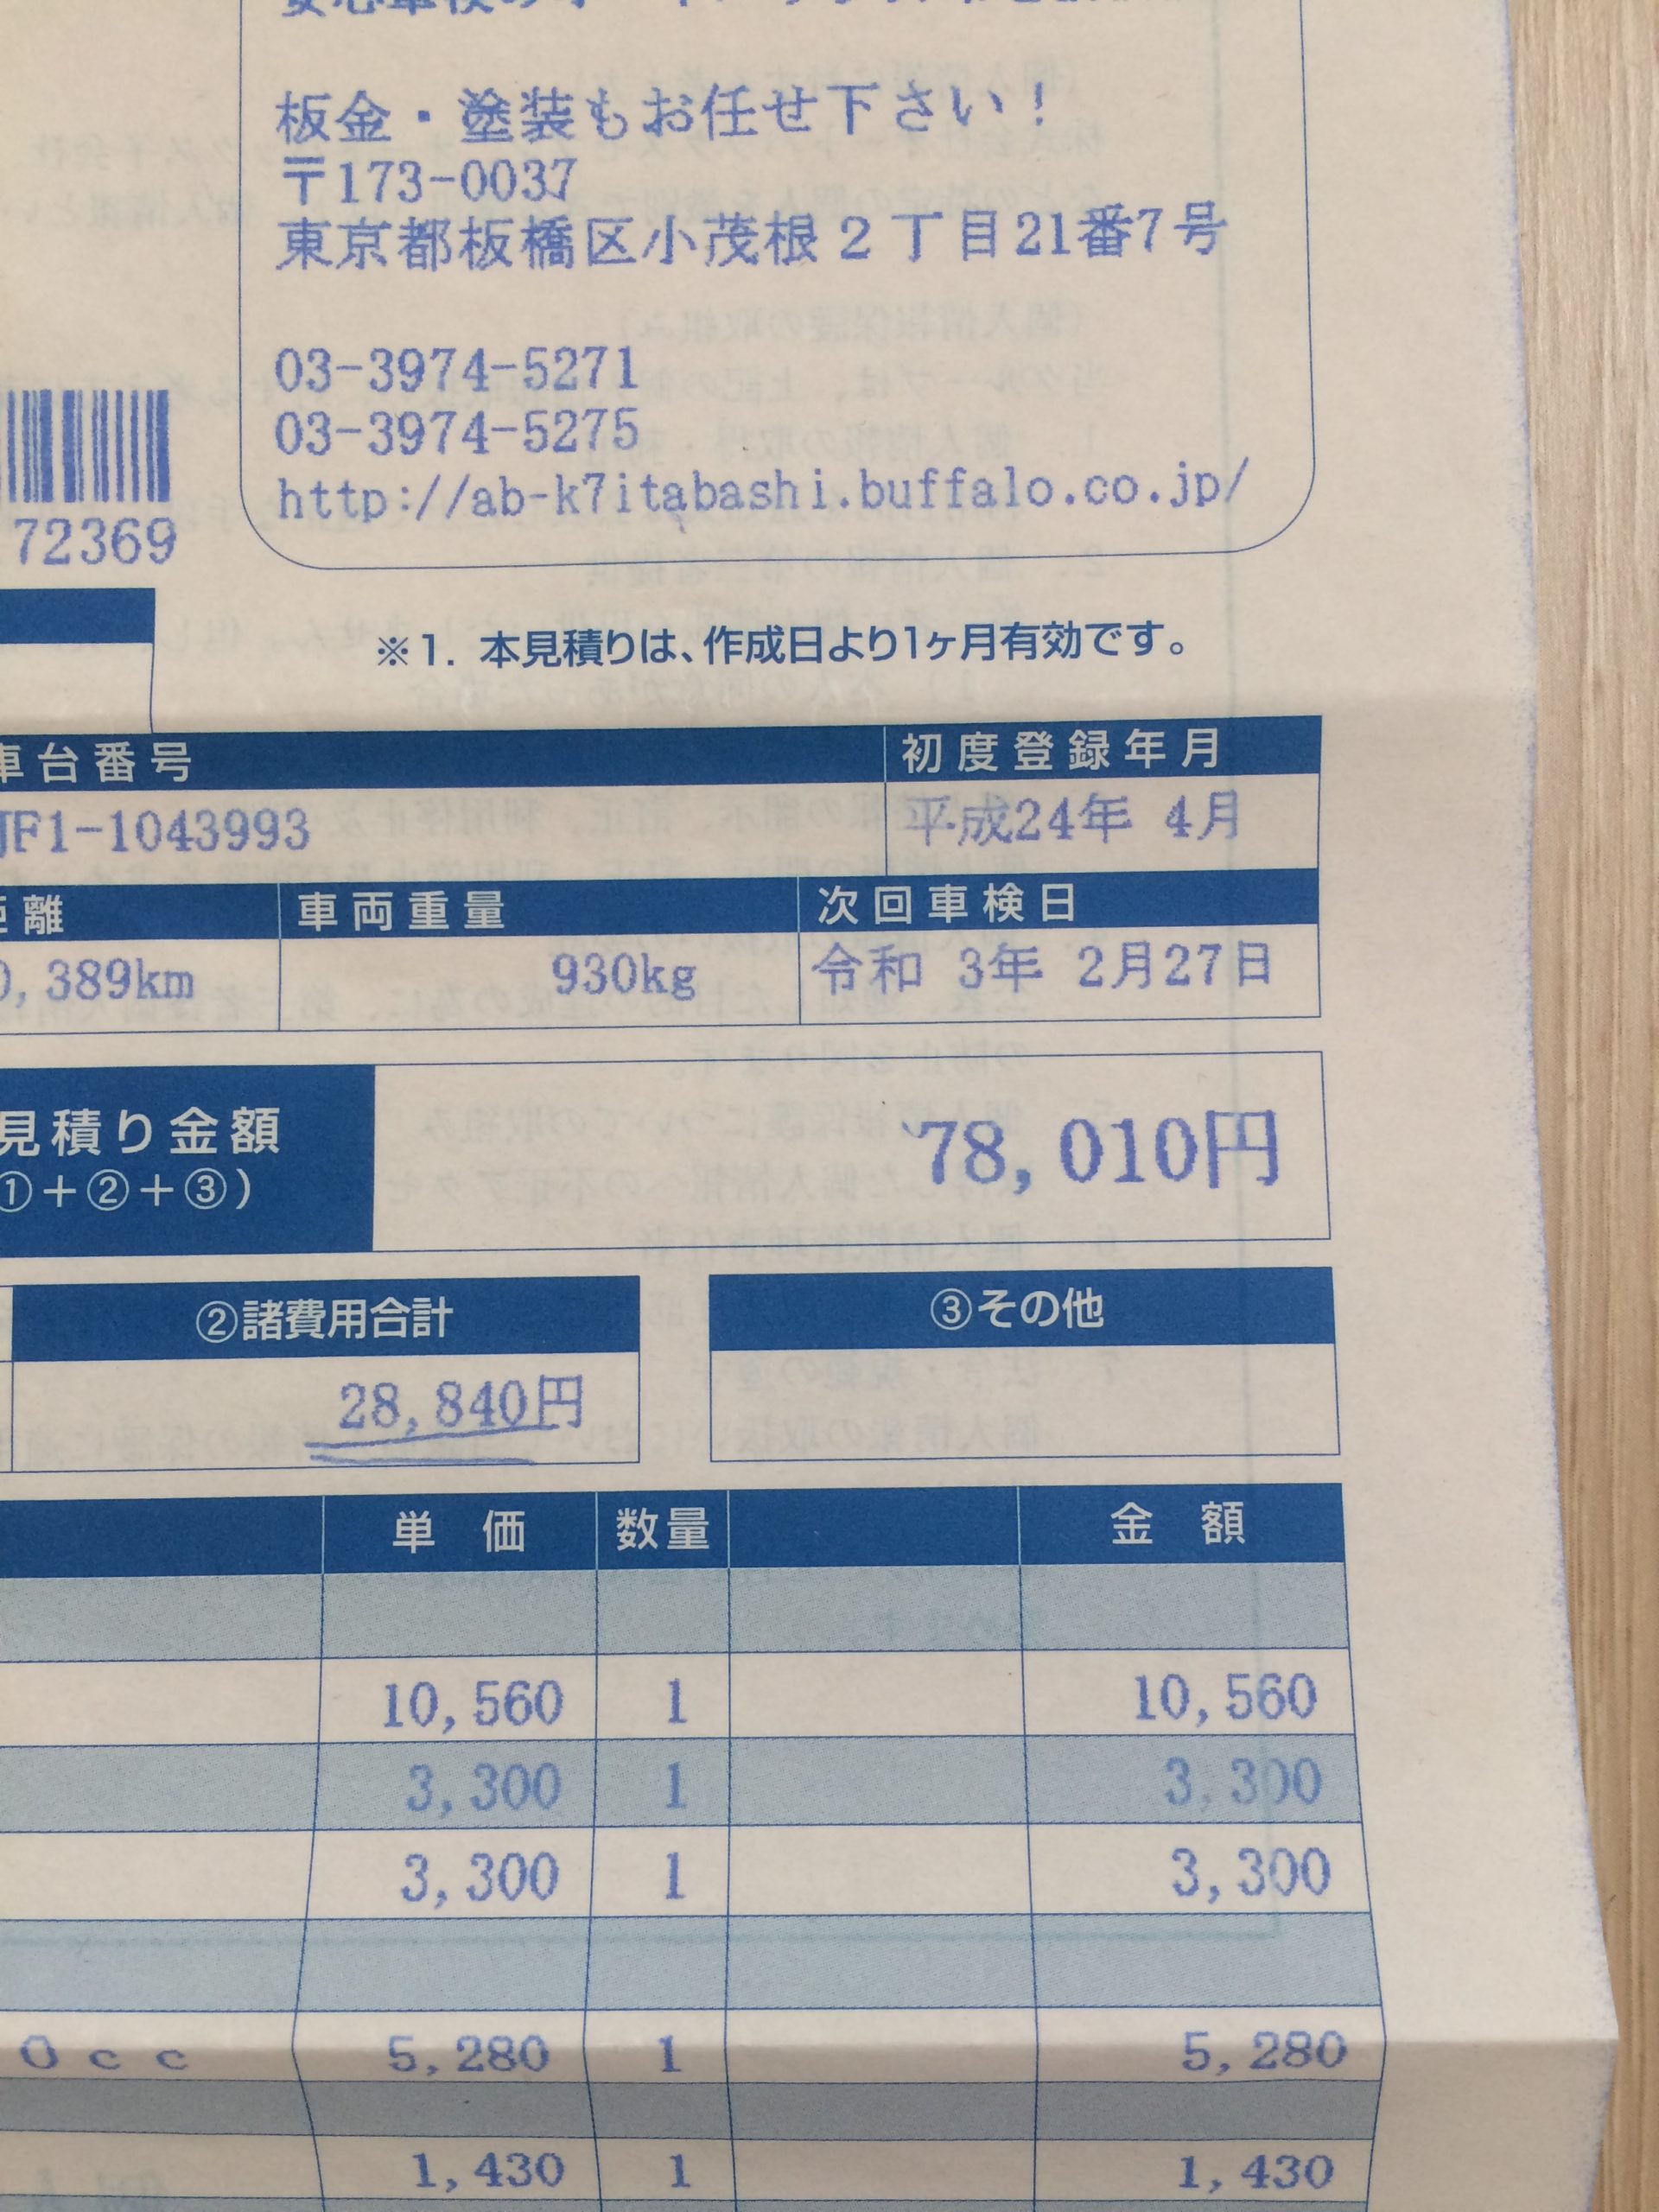 板金・塗装もお任せ下さい！
〒173-0037
東京都板橋区小茂根２丁目21番7号
03-3974-5271
03-3974-5275
http://ab-k7itabashi.buffalo.co.jp/
72369
※1. 本見積りは、作成日より1ヶ月有効です。
車台番号 初度登録年月
JF1-1043993 平成24年 4月
距離 車両重量 次回車検日
0,389km 930kg 令和 3年 2月27日
見積り金額
①＋②＋③)
78,010円
②諸費用合計 ③その他
28,840円
単価 数量 金額
10,560 1 10,560
3,300 1 3,300
3,300 1 3,300
０ｃｃ 5,280 1 5,280
1,430 1 1,430